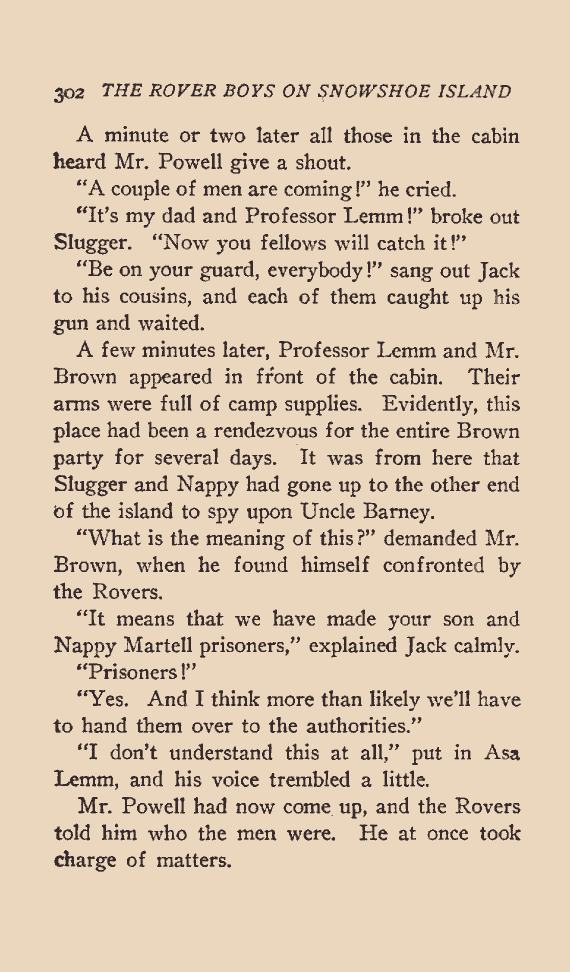 302 THE ROVER BOYS ON SNOWSHOE ISLAND
A minute or two later all those in the cabin
heard Mr. Powell give a shout.
“A couple of men are coming!” he cried.
“It’s my dad and Professor Lemm!” broke out
Slugger. “Now you fellows will catch it!”
“Be on your guard, everybody!” sang out Jack
to his cousins, and each of them caught up his
gun and waited.
A few minutes later, Professor Lemm and Mr.
Brown appeared in front of the cabin. Their
arms were full of camp supplies. Evidently, this
place had been a rendezvous for the entire Brown
party for several days. It was from here that
Slugger and Nappy had gone up to the other end
of the island to spy upon Uncle Barney.
“What is the meaning of this?” demanded Mr.
Brown, when he found himself confronted by
the Rovers.
“It means that we have made your son and
Nappy Martell prisoners,” explained Jack calmly.
“Prisoners!”
“Yes. And I think more than likely we’ll have
to hand them over to the authorities.”
“I don’t understand this at all,” put in Asa
Lemm, and his voice trembled a little.
Mr. Powell had now come up, and the Rovers
told him who the men were. He at once took
charge of matters.